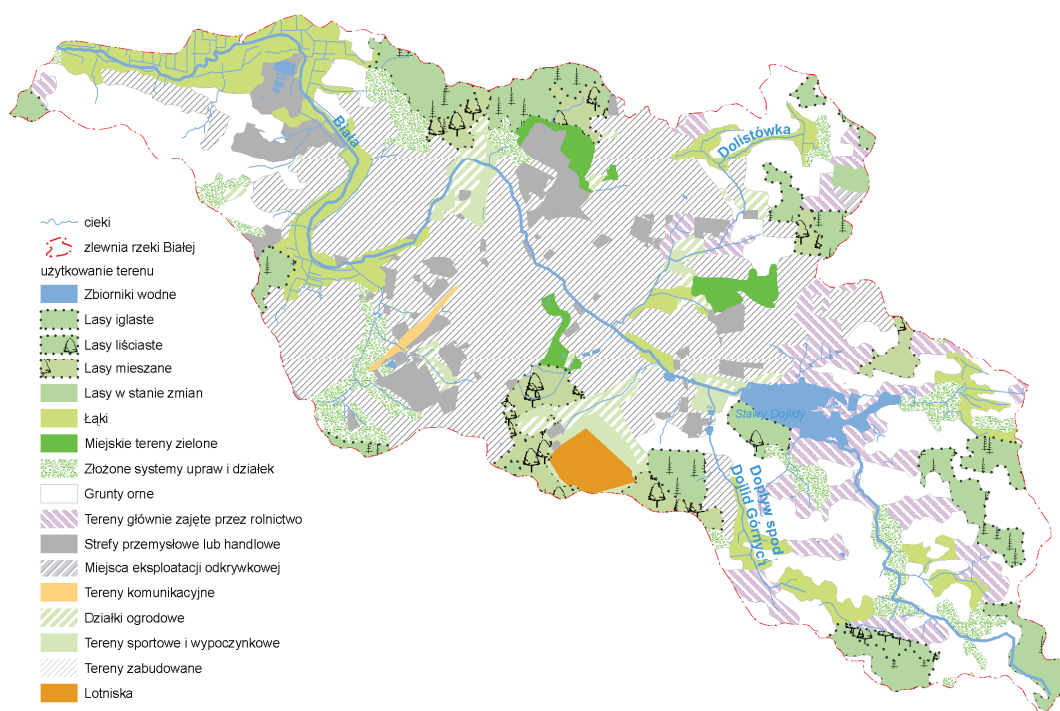 Biała
Dolistówka
cieki
zlewnia rzeki Białej
użytkowanie terenu
Zbiorniki wodne
Lasy iglaste
Lasy liściaste
Lasy mieszane
Lasy w stanie zmian
Łąki
Miejskie tereny zielone
Złożone systemy upraw i działek
Grunty orne
Tereny głównie zajęte przez rolnictwo
Strefy przemysłowe lub handlowe
Miejsca eksploatacji odkrywkowej
Tereny komunikacyjne
Działki ogrodowe
Tereny sportowe i wypoczynkowe
Tereny zabudowane
Lotniska
Stawy Dojlidy
Dopływ spod
Dojlid Górnych